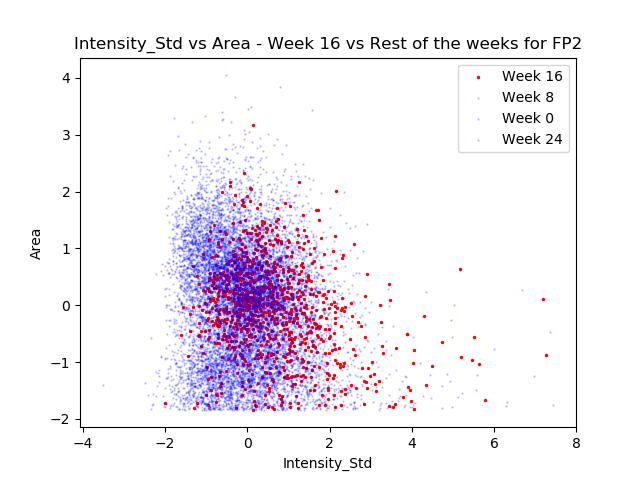 Intensity_Std vs Area - Week 16 vs Rest of the weeks for FP2
Week 16
Week 8
Week 0
Week 24
4
3
2
1
0
−1
−2
Area
−4
−2
0
2
4
6
8
Intensity_Std